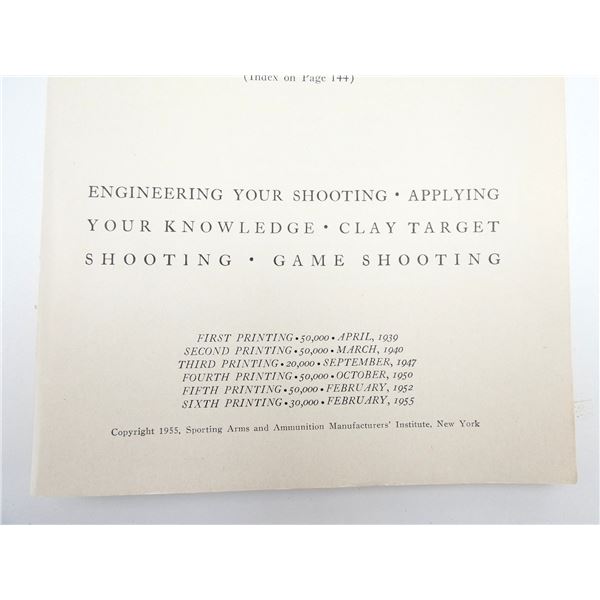 (Index on Page 144)
ENGINEERING YOUR SHOOTING • APPLYING
YOUR KNOWLEDGE • CLAY TARGET
SHOOTING • GAME SHOOTING
FIRST PRINTING • 50,000 • APRIL, 1939
SECOND PRINTING • 50,000 • MARCH, 1940
THIRD PRINTING • 20,000 • SEPTEMBER, 1947
FOURTH PRINTING • 50,000 • OCTOBER, 1950
FIFTH PRINTING • 50,000 • FEBRUARY, 1952
SIXTH PRINTING • 30,000 • FEBRUARY, 1955
Copyright 1955, Sporting Arms and Ammunition Manufacturers' Institute, New York